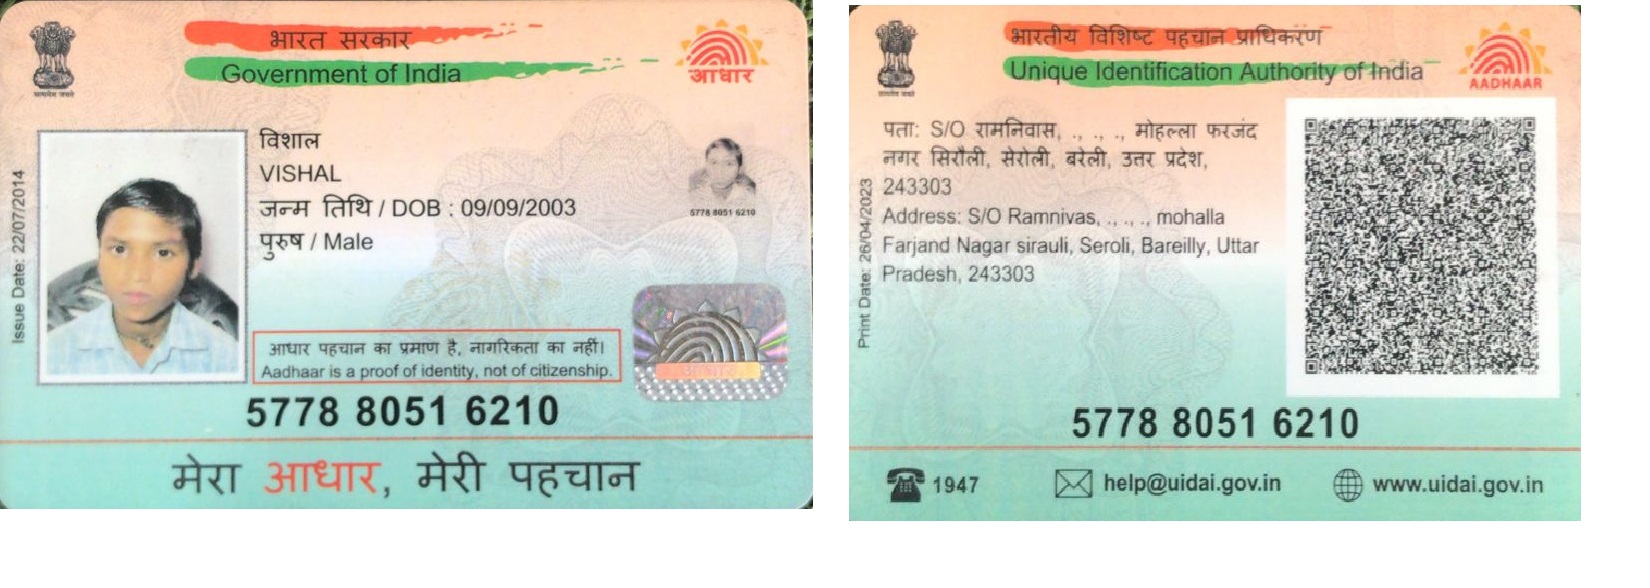 भारत सरकार
Government of India
आधार
Issue Date: 22/07/2014
विशाल
VISHAL
जन्म तिथि / DOB : 09/09/2003
पुरुष / Male
5778 8051 6210
आधार पहचान का प्रमाण है, नागरिकता का नहीं।
Aadhaar is a proof of identity, not of citizenship.
आधार
5778 8051 6210
मेरा आधार, मेरी पहचान
भारतीय विशिष्ट पहचान प्राधिकरण
Unique Identification Authority of India
AADHAAR
Print Date: 26/04/2023
पता: S/O रामनिवास, ., ., ., मोहल्ला फरजंद
नगर सिरौली, सेरोली, बरेली, उत्तर प्रदेश,
243303
Address: S/O Ramnivas, ., ., ., mohalla
Farjand Nagar sirauli, Seroli, Bareilly, Uttar
Pradesh, 243303
5778 8051 6210
1947
help@uidai.gov.in
www.uidai.gov.in